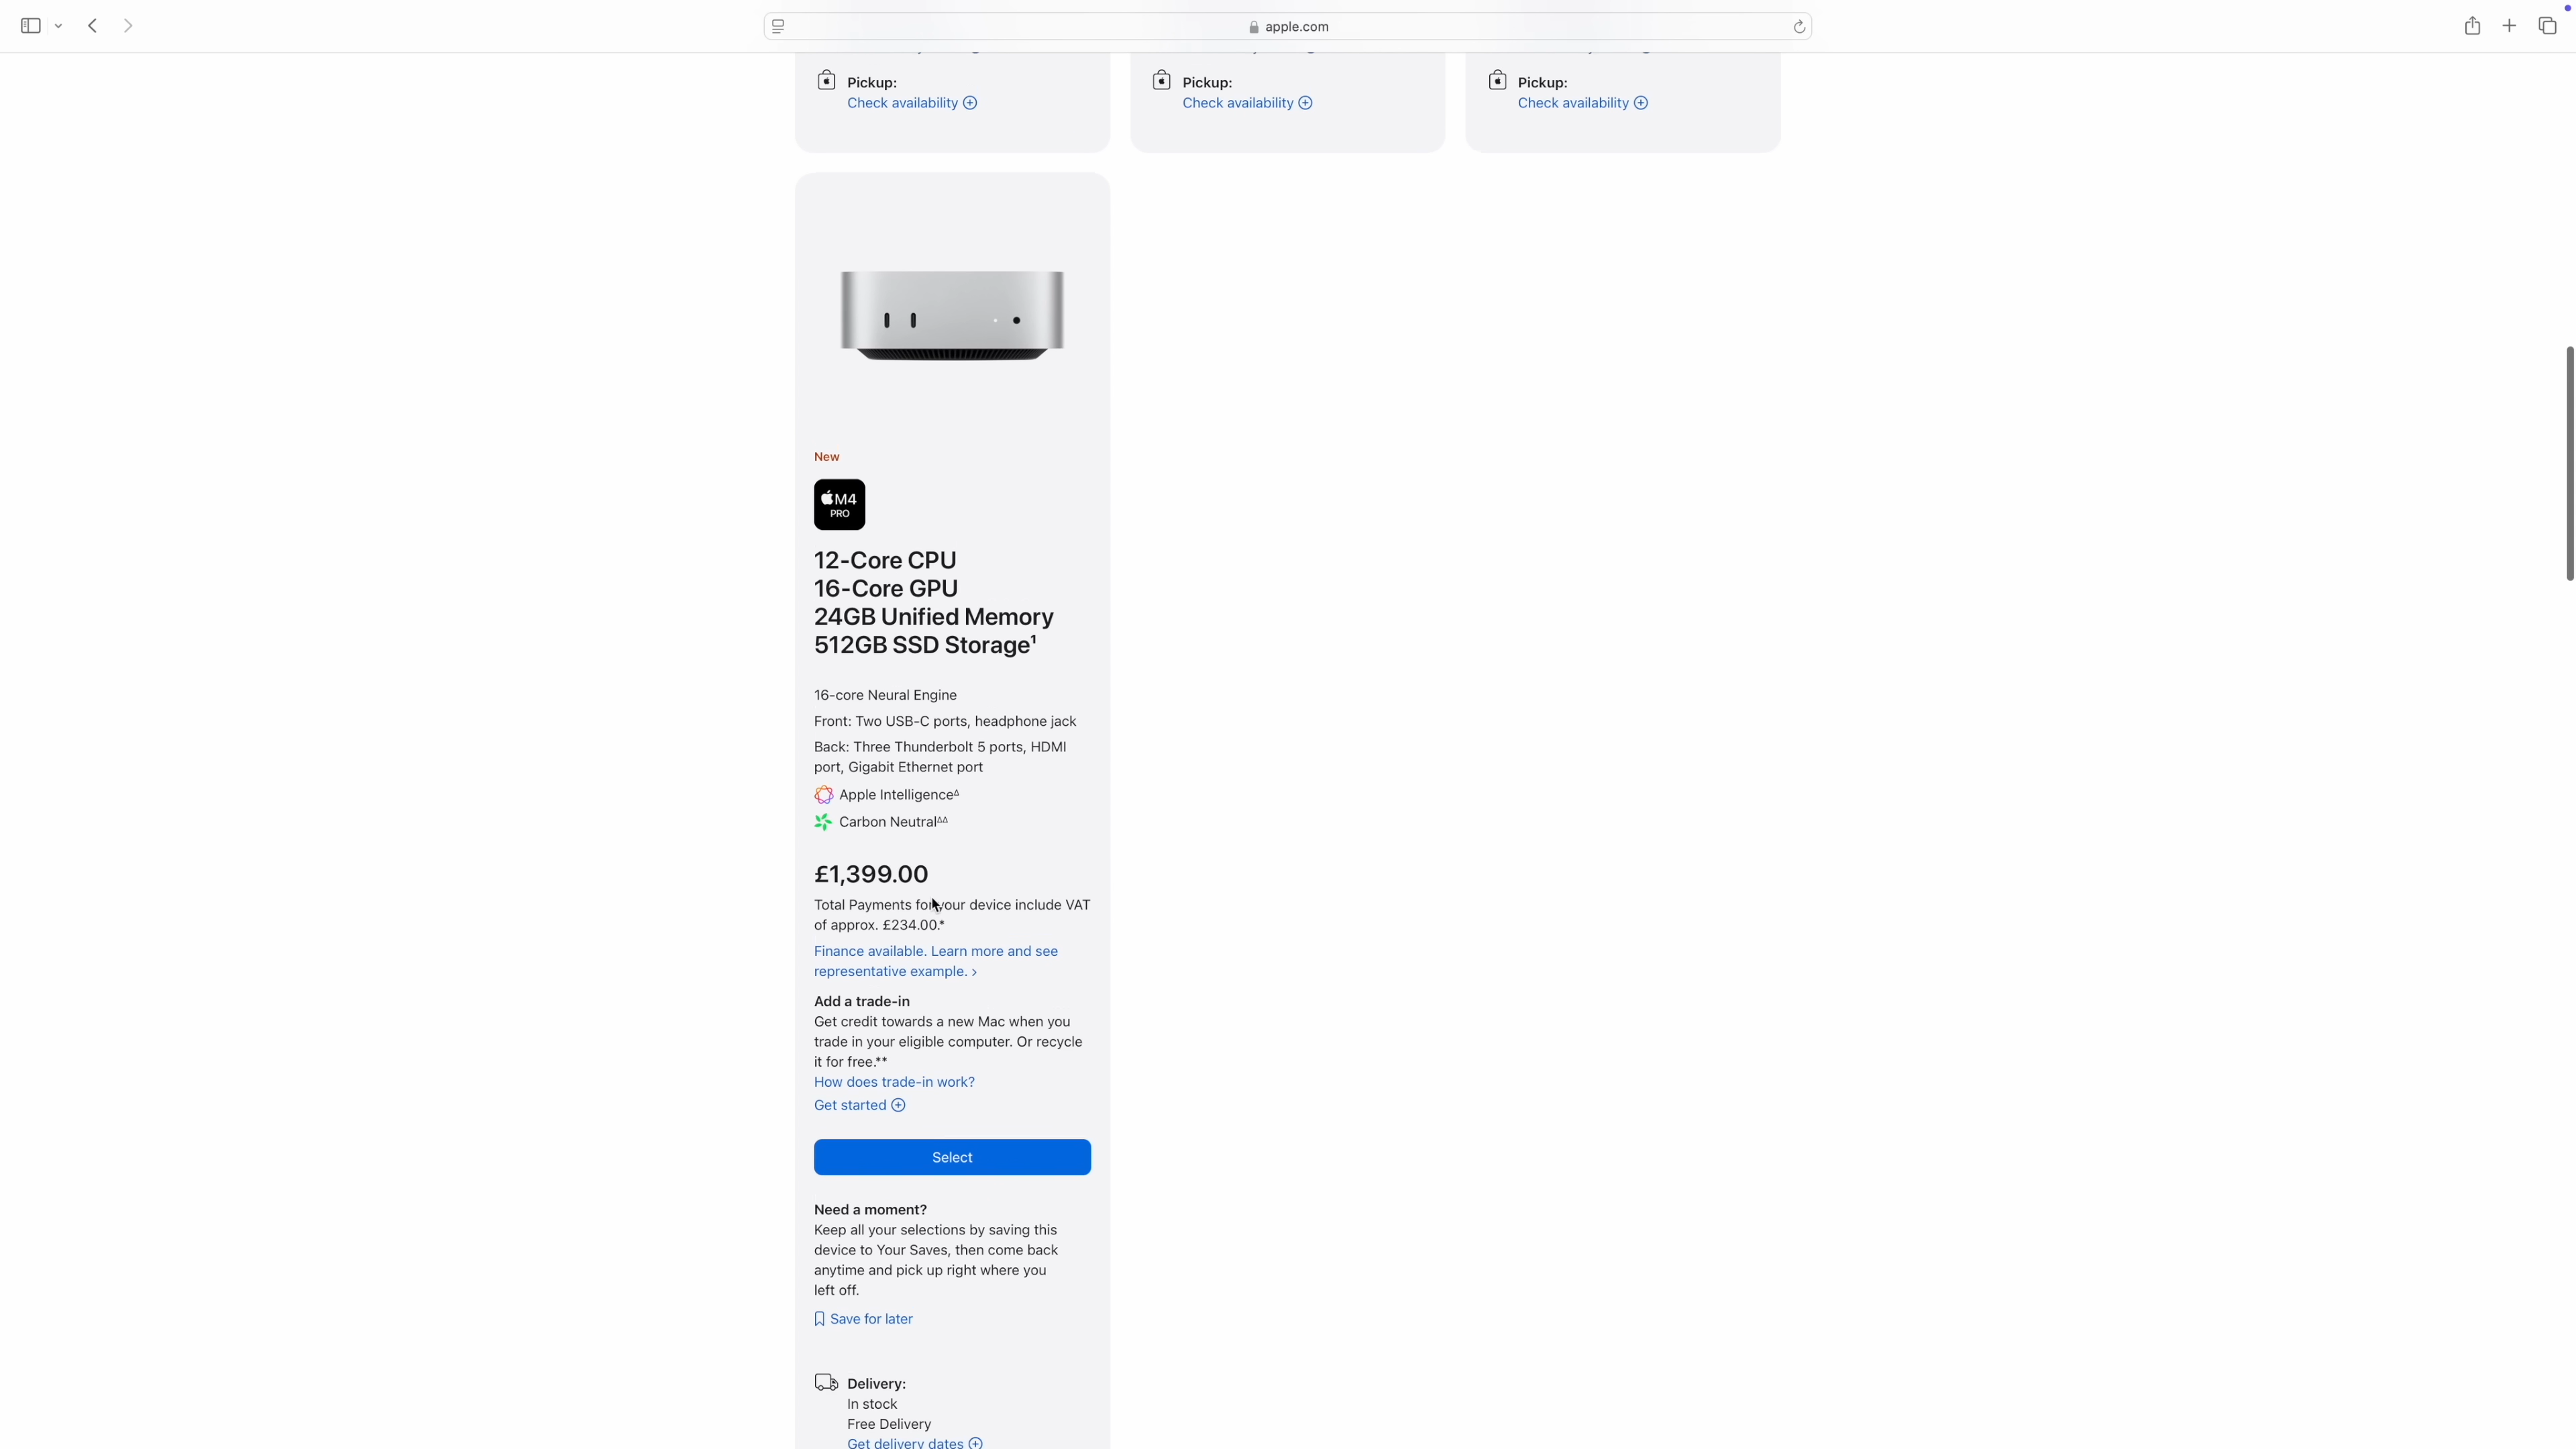 apple.com
Pickup:
Check availability
Pickup:
Check availability
Pickup:
Check availability
New
M4
PRO
12-Core CPU
16-Core GPU
24GB Unified Memory
512GB SSD Storage¹
16-core Neural Engine
Front: Two USB-C ports, headphone jack
Back: Three Thunderbolt 5 ports, HDMI
port, Gigabit Ethernet port
Apple Intelligence∆
Carbon Neutral∆∆
£1,399.00
Total Payments for your device include VAT
of approx. £234.00.*
Finance available. Learn more and see
representative example. >
Add a trade-in
Get credit towards a new Mac when you
trade in your eligible computer. Or recycle
it for free.**
How does trade-in work?
Get started
Select
Need a moment?
Keep all your selections by saving this
device to Your Saves, then come back
anytime and pick up right where you
left off.
Save for later
Delivery:
In stock
Free Delivery
Get delivery dates